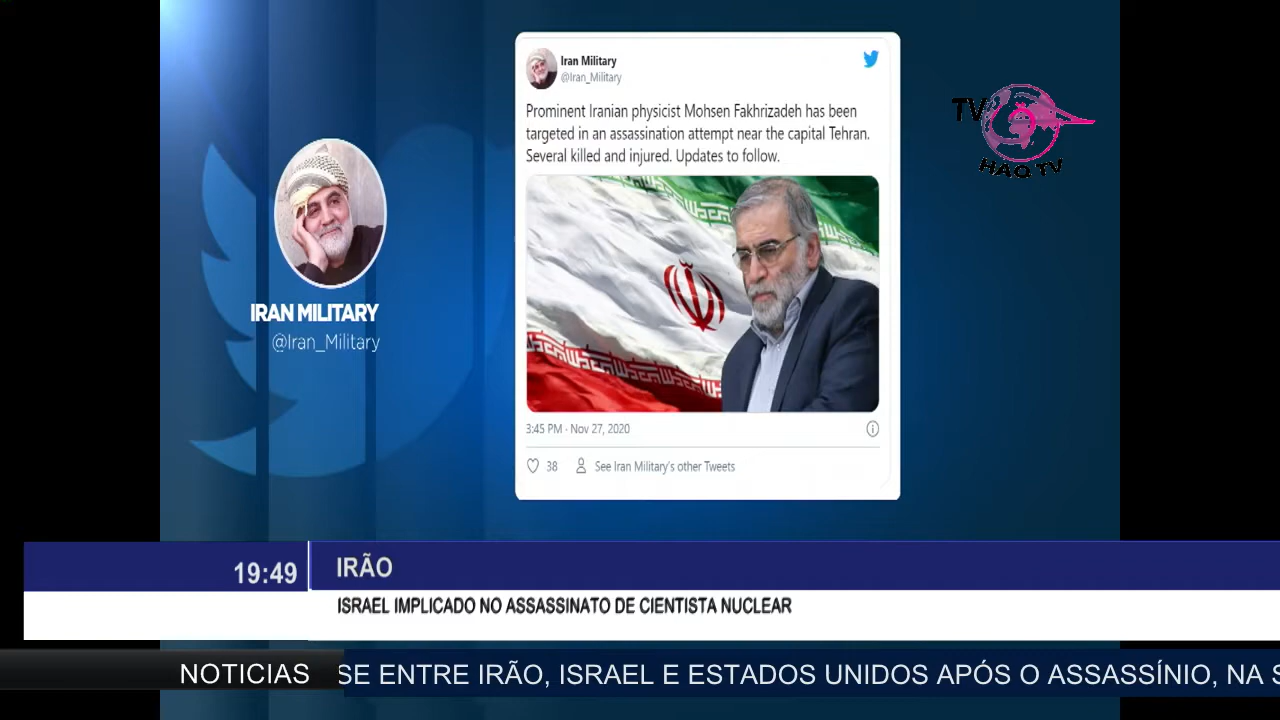 Iran Military
@Iran_Military
Prominent Iranian physicist Mohsen Fakhrizadeh has been
targeted in an assassination attempt near the capital Tehran.
Several killed and injured. Updates to follow.
3:45 PM · Nov 27, 2020
38 See Iran Military's other Tweets
IRAN MILITARY
@Iran_Military
TV
HAQ TV
19:49 IRÃO
ISRAEL IMPLICADO NO ASSASSINATO DE CIENTISTA NUCLEAR
NOTICIAS SE ENTRE IRÃO, ISRAEL E ESTADOS UNIDOS APÓS O ASSASSÍNIO, NA S